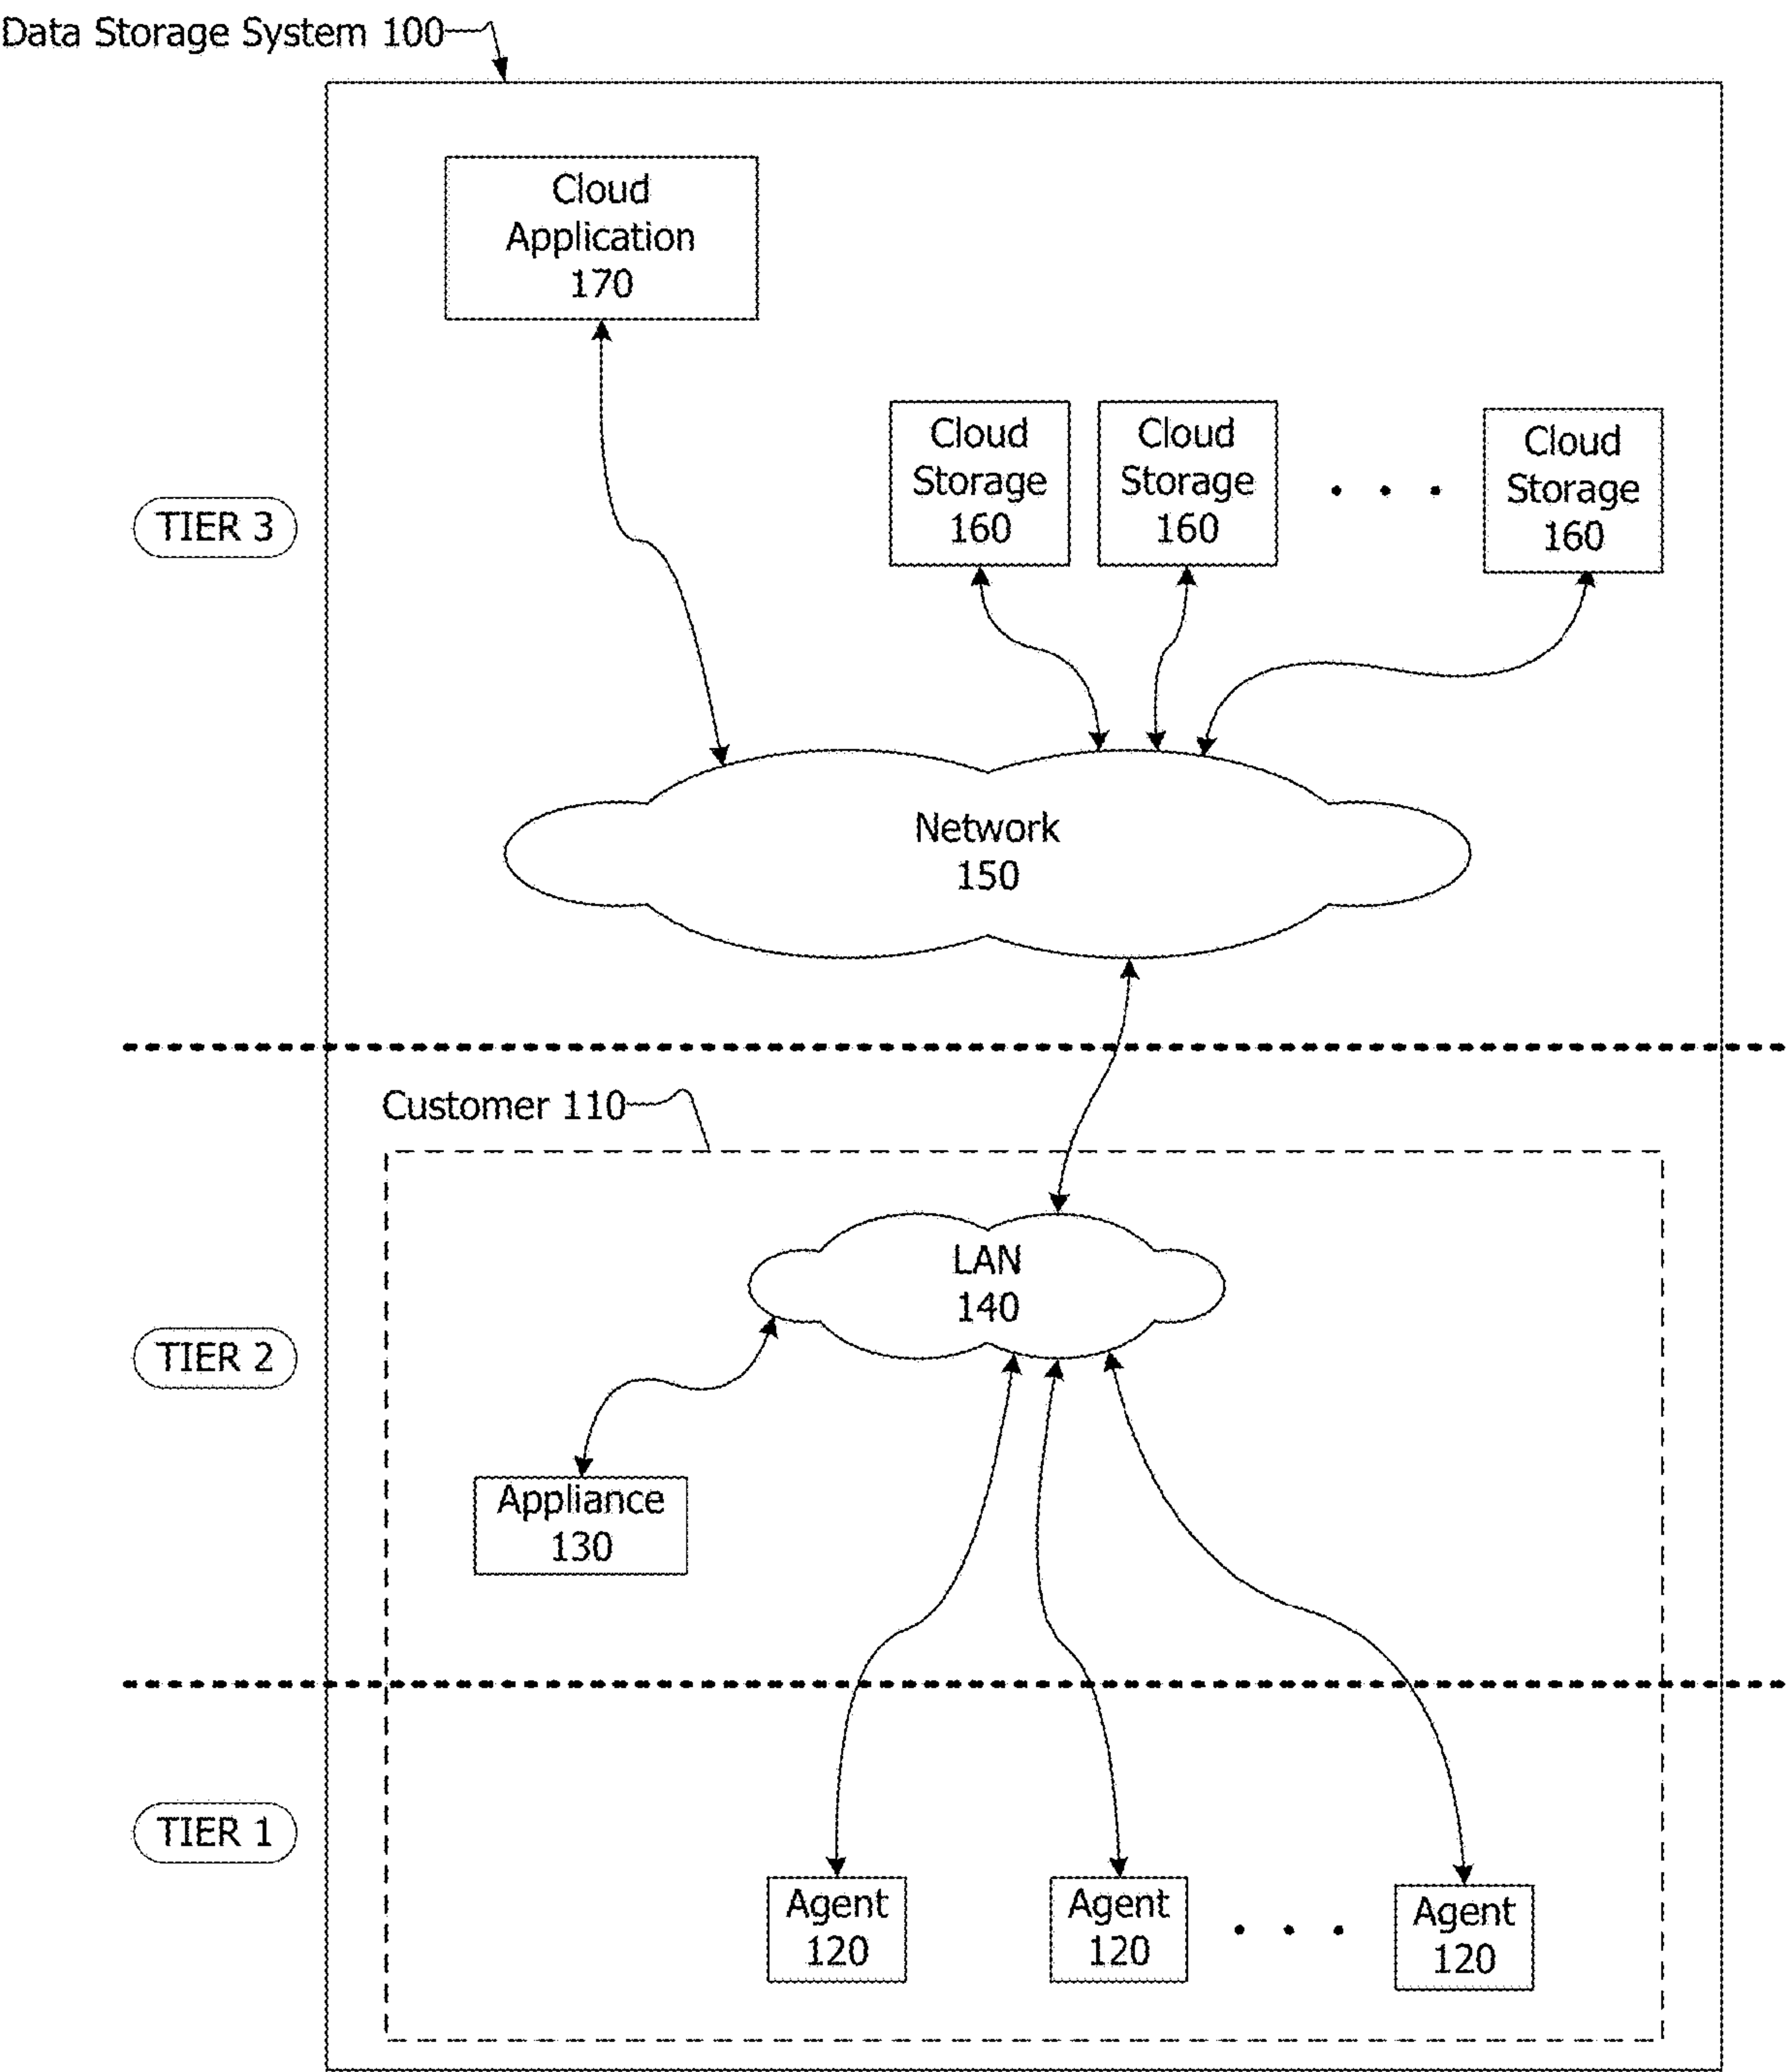 Data Storage System 100
Cloud
Application
170
Cloud
Storage
160
Cloud
Storage
160
Cloud
Storage
160
TIER 3
Network
150
Customer 110
LAN
140
TIER 2
Appliance
130
TIER 1
Agent
120
Agent
120
Agent
120